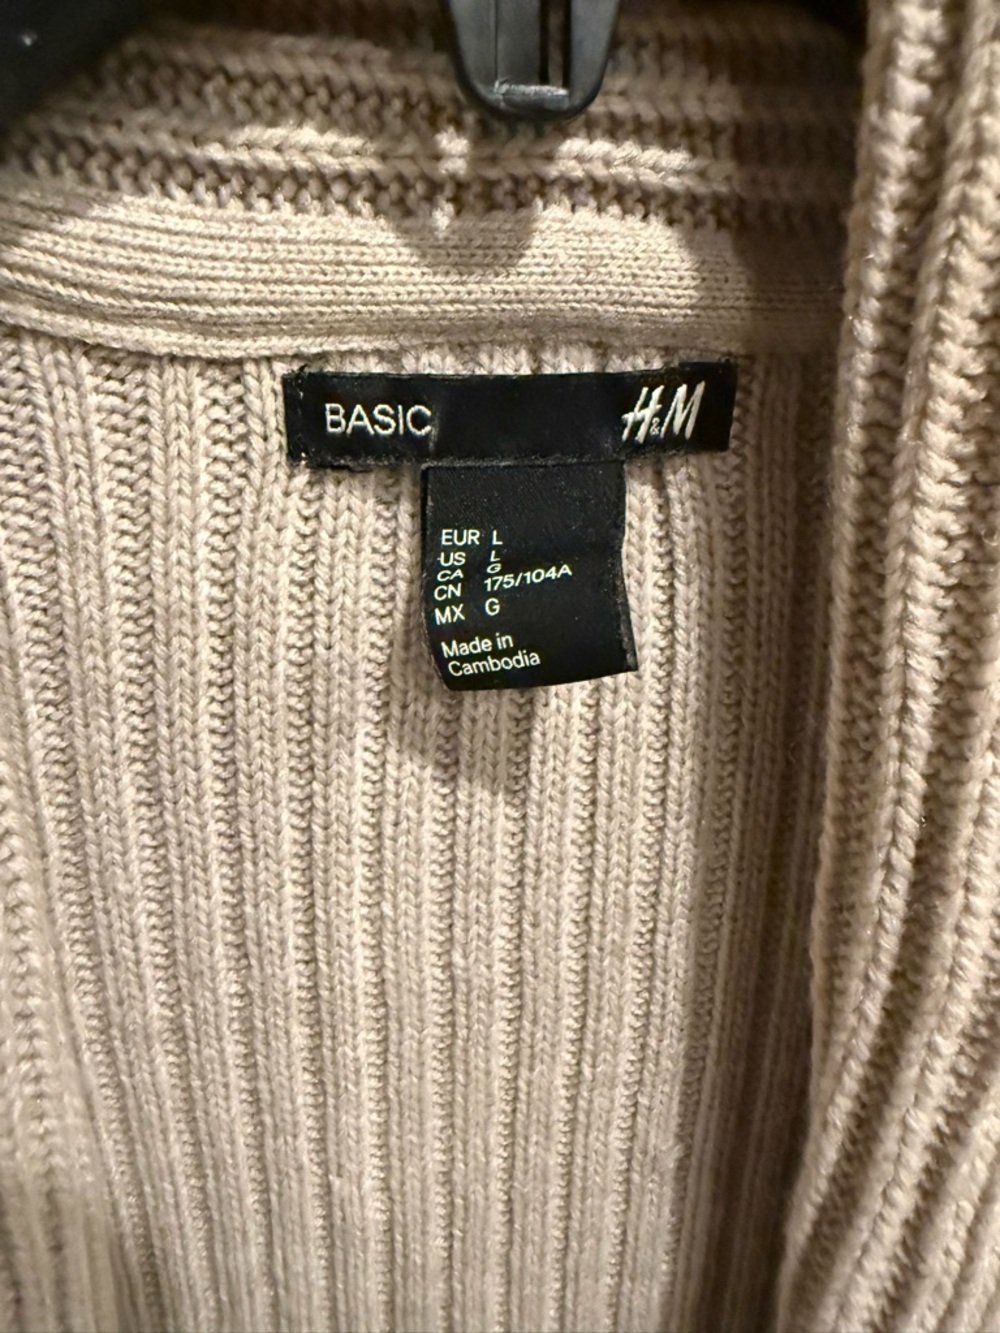 BASIC H&M
EUR L
US L
CA G
CN 175/104A
MX G
Made in
Cambodia